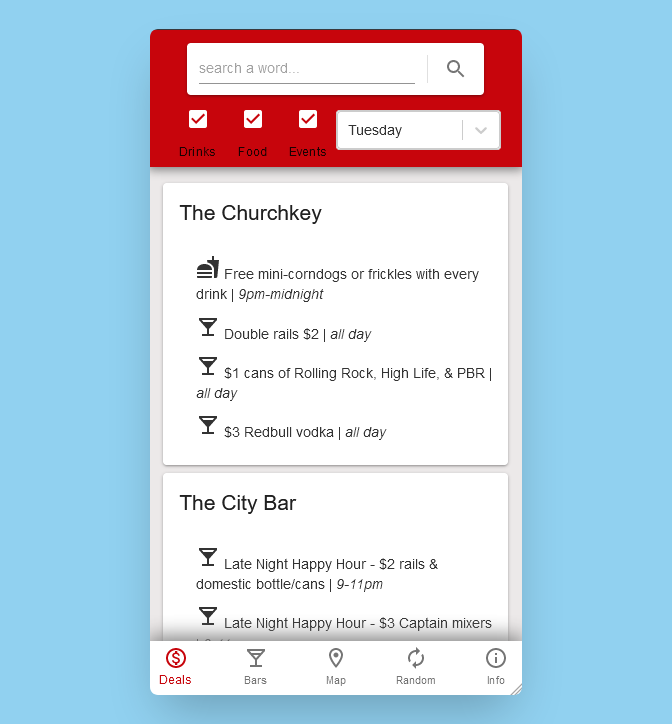 search a word...
Drinks Food Events Tuesday
The Churchkey
Free mini-corndogs or frickles with every
drink | 9pm-midnight
Double rails $2 | all day
$1 cans of Rolling Rock, High Life, & PBR |
all day
$3 Redbull vodka | all day
The City Bar
Late Night Happy Hour - $2 rails &
domestic bottle/cans | 9-11pm
Late Night Happy Hour - $3 Captain mixers
Deals Bars Map Random Info